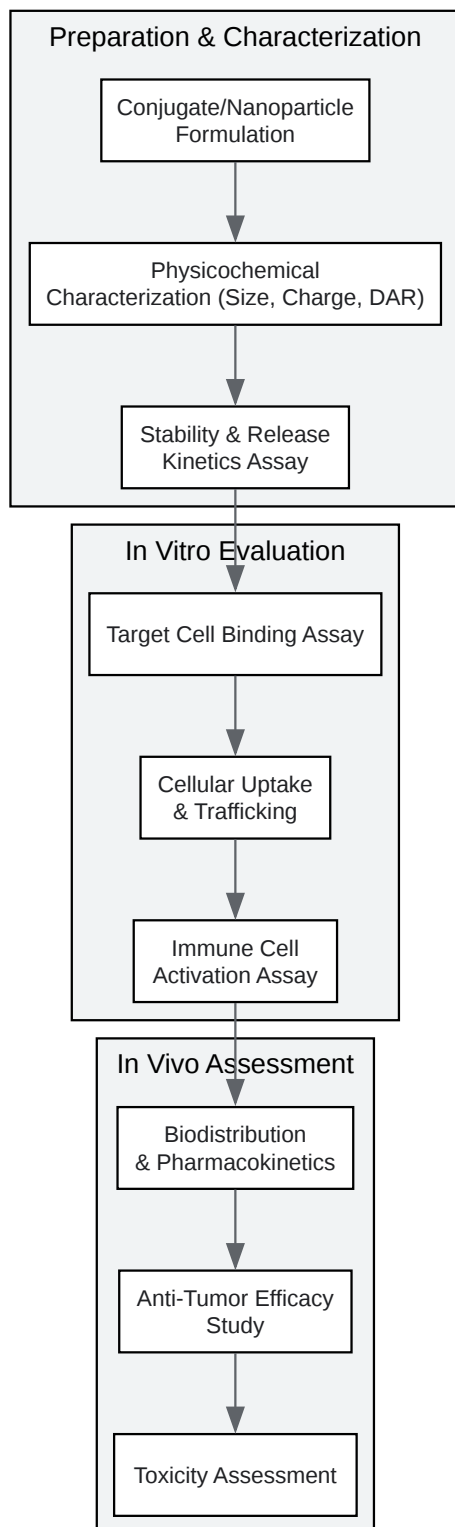 Preparation & Characterization
Conjugate/Nanoparticle
Formulation
Physicochemical
Characterization (Size, Charge, DAR)
Stability & Release
Kinetics Assay
In Vitro Evaluation
Target Cell Binding Assay
Cellular Uptake
& Trafficking
Immune Cell
Activation Assay
In Vivo Assessment
Biodistribution
& Pharmacokinetics
Anti-Tumor Efficacy
Study
Toxicity Assessment